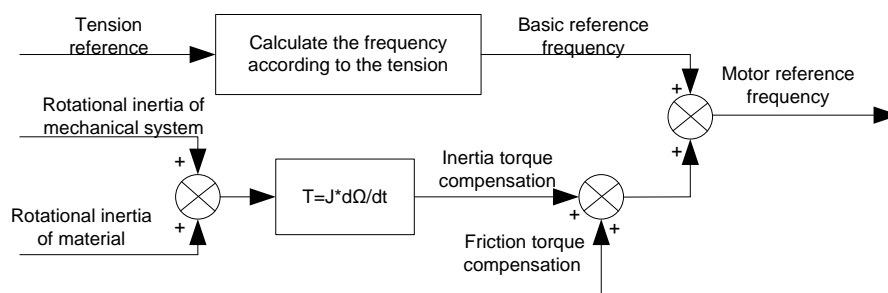 Tension
reference
Calculate the frequency
according to the tension
Basic reference
frequency
+
+
Motor reference
frequency
Rotational inertia of
mechanical system
+
+
Rotational inertia
of material
T=J*dΩ/dt
Inertia torque
compensation
+
+
Friction torque
compensation